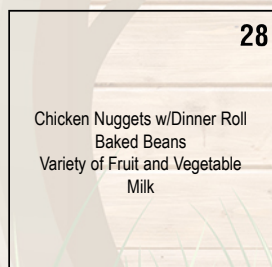 28
Chicken Nuggets w/Dinner Roll
Baked Beans
Variety of Fruit and Vegetable
Milk